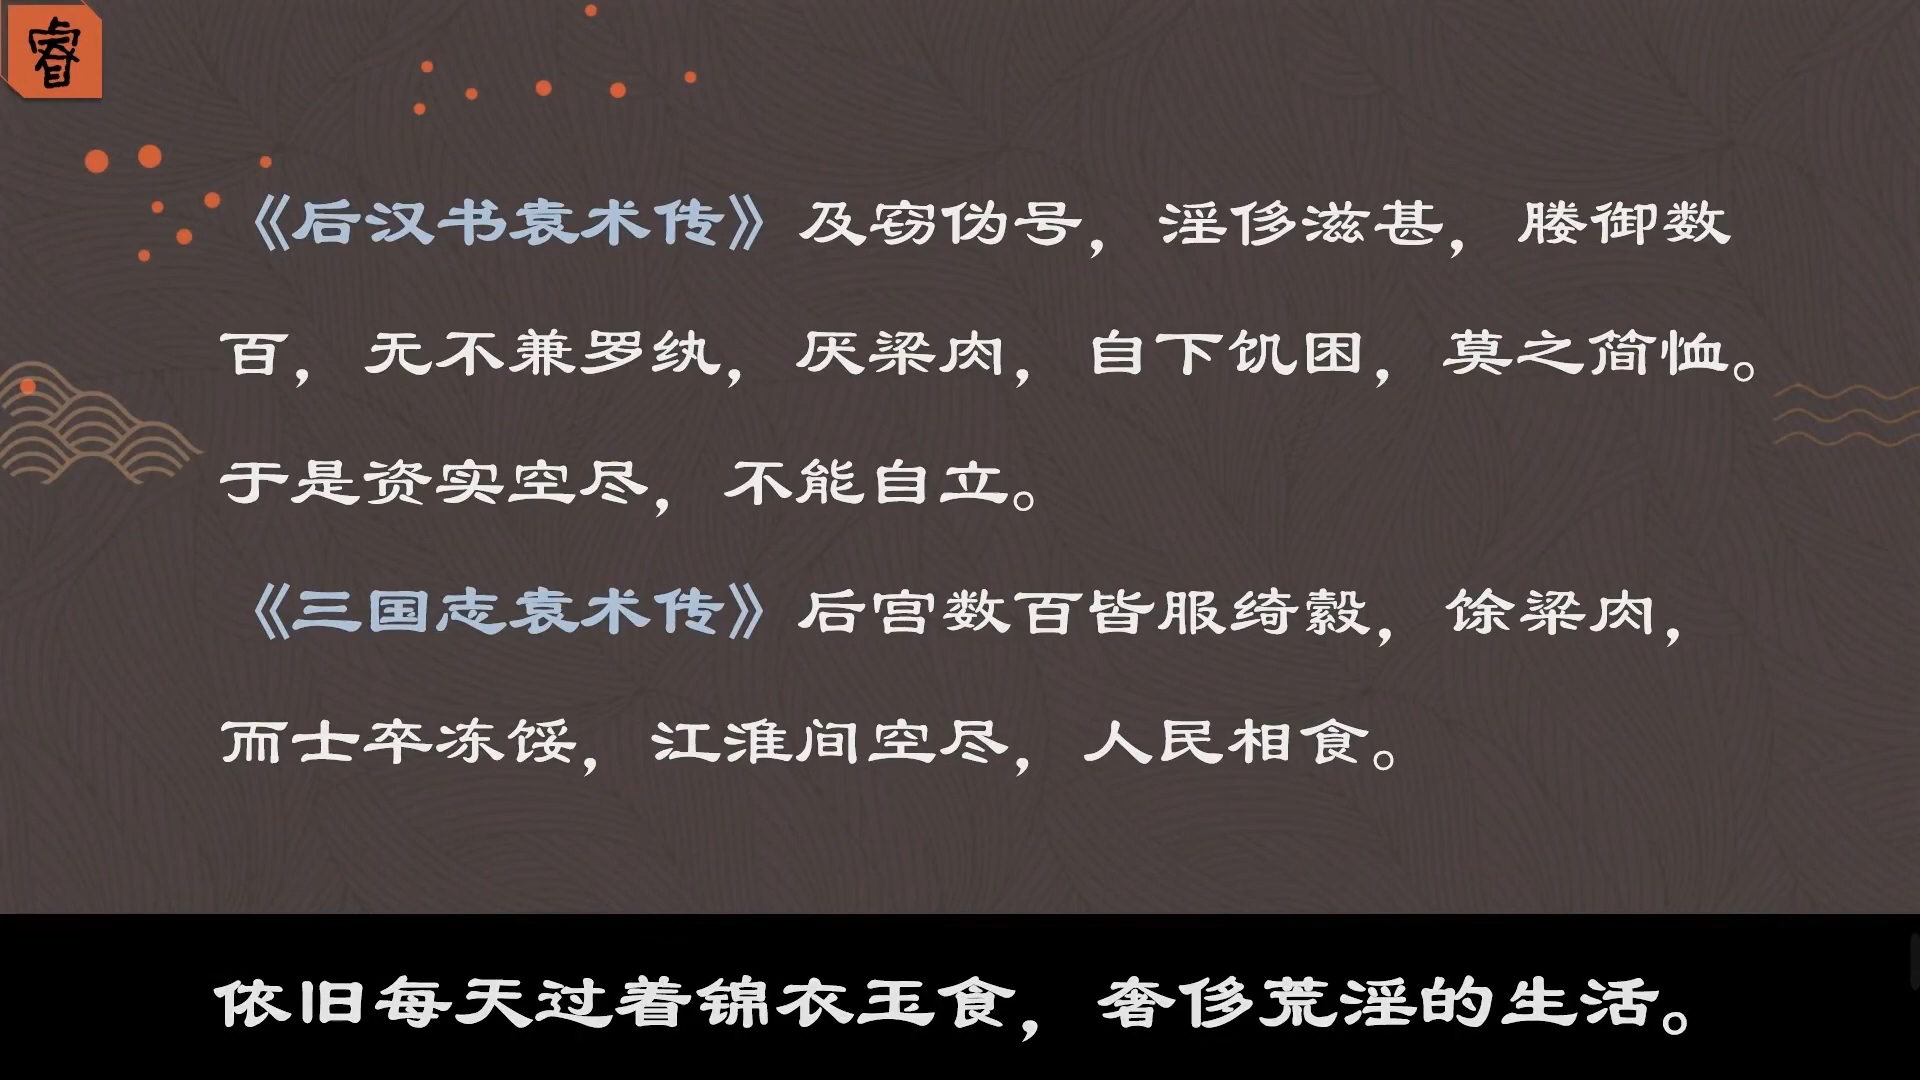 睿
《后汉书袁术传》及窃伪号，淫侈滋甚，媵御数
百，无不兼罗纨，厌梁肉，自下饥困，莫之简恤。
于是资实空尽，不能自立。
《三国志袁术传》后宫数百皆服绮縠，馀粱肉，
而士卒冻馁，江淮间空尽，人民相食。
依旧每天过着锦衣玉食，奢侈荒淫的生活。